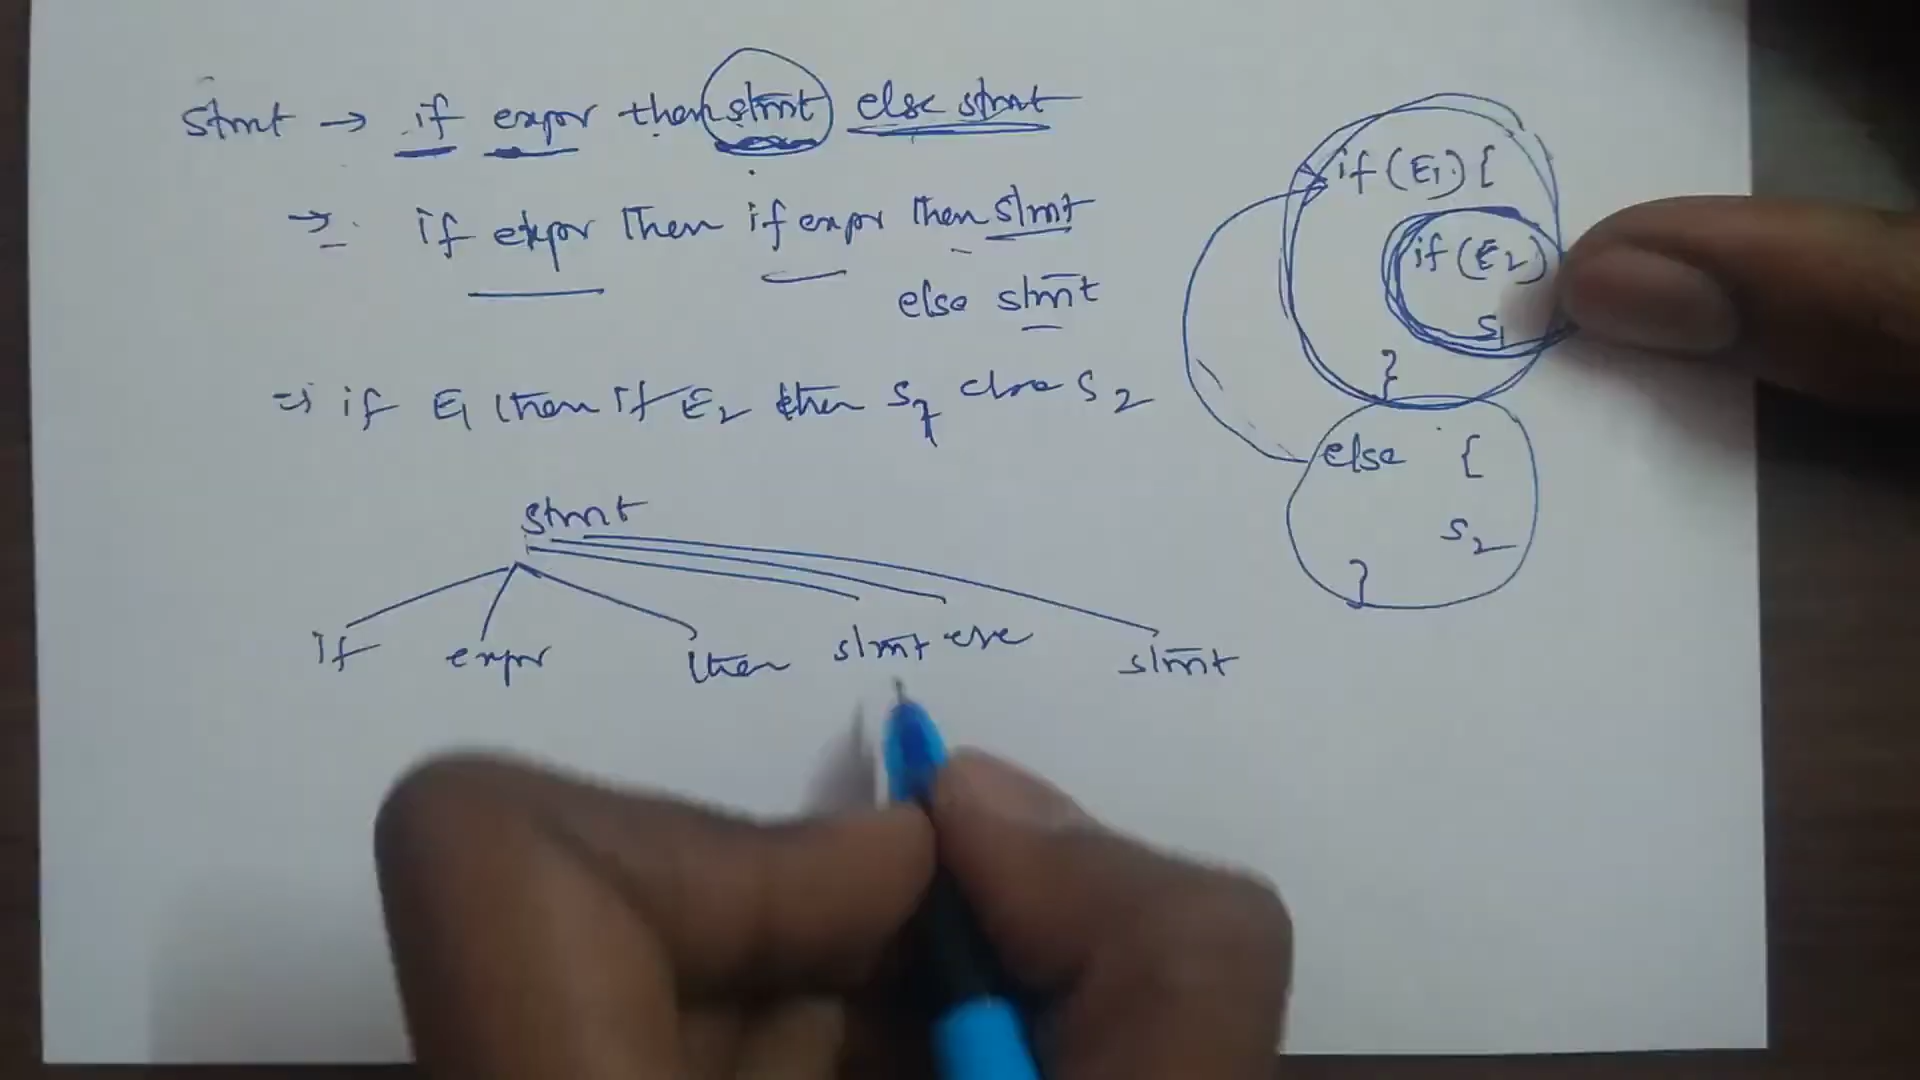 stmt → if expr then stmt else stmt
→ if expr then if expr then stmt
else stmt
⇒ if E1 then if E2 then S1 else S2
stmt
if expr then stmt else stmt
if (E1) {
if (E2)
S1
}
else {
S2
}